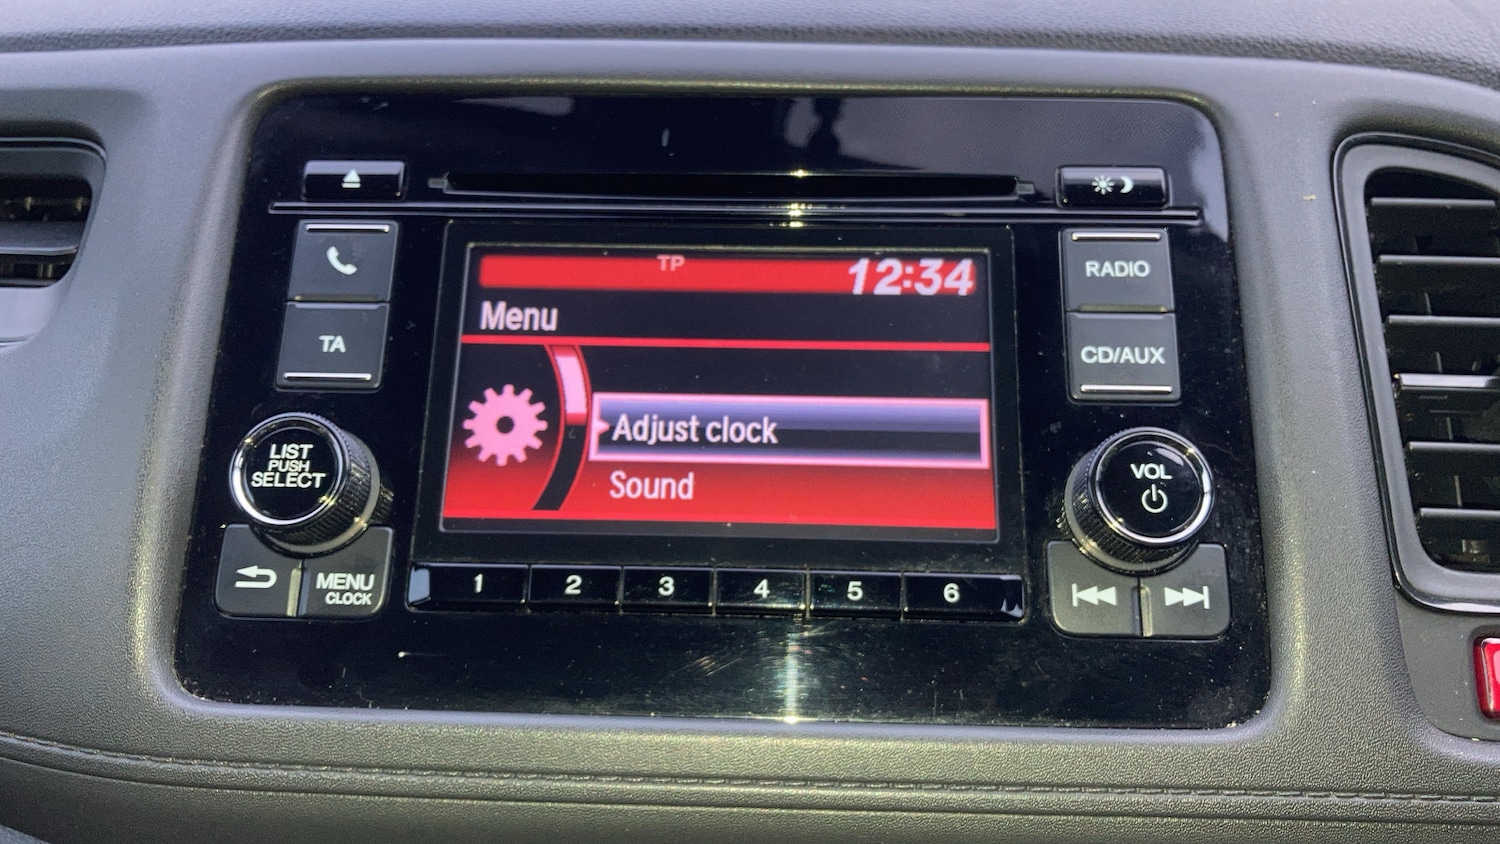 RADIO
TA
CD/AUX
TP
12:34
Menu
Adjust clock
Sound
LIST
PUSH
SELECT
VOL
MENU
CLOCK
1 2 3 4 5 6